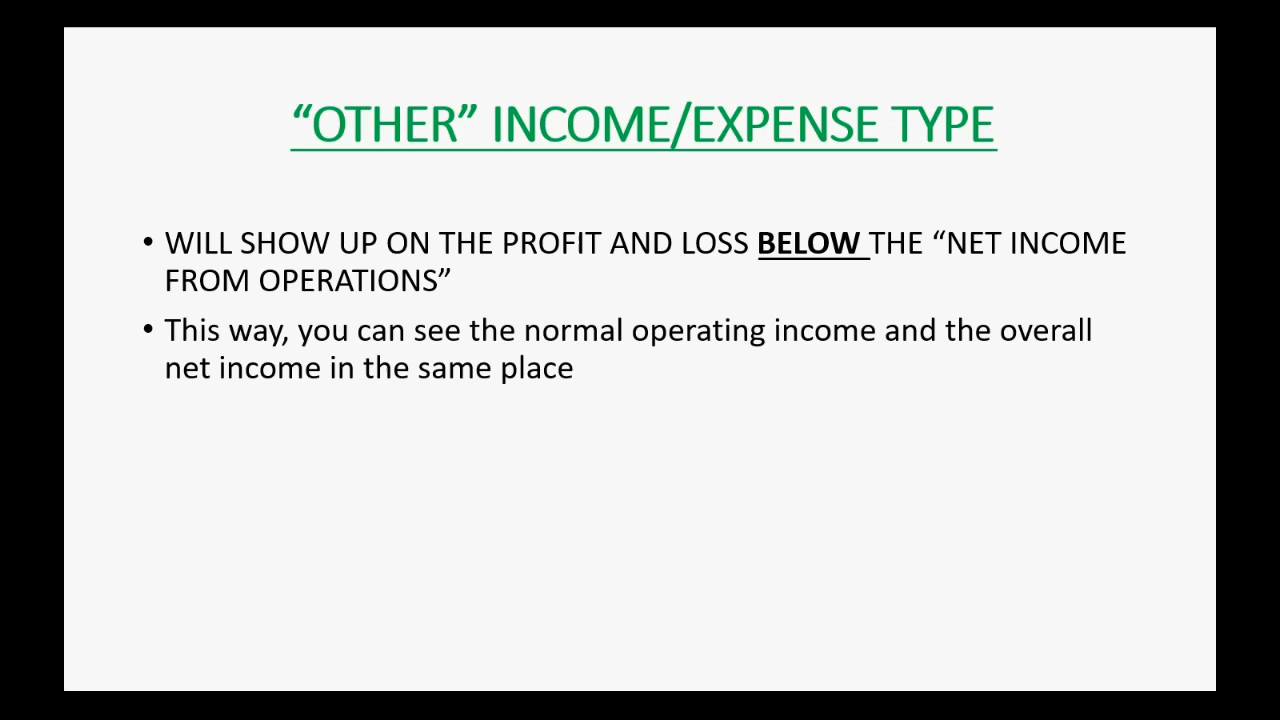 “OTHER” INCOME/EXPENSE TYPE
• WILL SHOW UP ON THE PROFIT AND LOSS BELOW THE “NET INCOME
FROM OPERATIONS”
• This way, you can see the normal operating income and the overall
net income in the same place